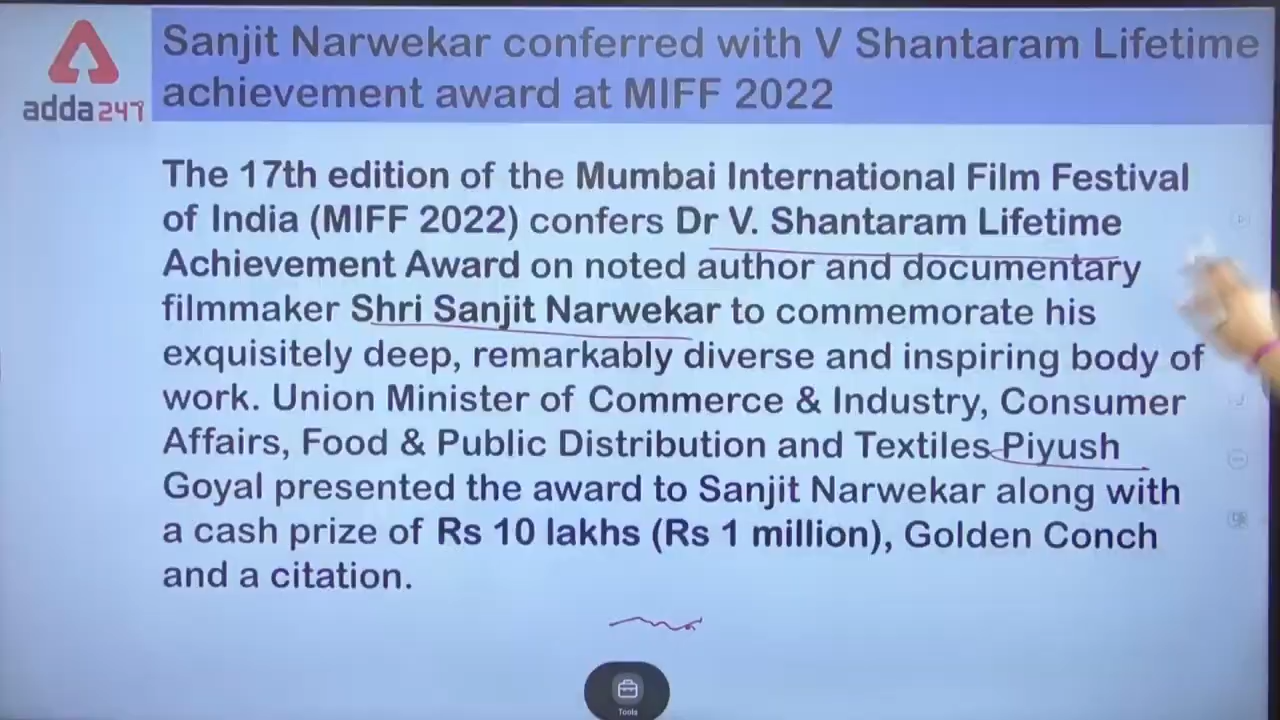 Sanjit Narwekar conferred with V Shantaram Lifetime
achievement award at MIFF 2022
adda247
The 17th edition of the Mumbai International Film Festival
of India (MIFF 2022) confers Dr V. Shantaram Lifetime
Achievement Award on noted author and documentary
filmmaker Shri Sanjit Narwekar to commemorate his
exquisitely deep, remarkably diverse and inspiring body of
work. Union Minister of Commerce & Industry, Consumer
Affairs, Food & Public Distribution and Textiles Piyush
Goyal presented the award to Sanjit Narwekar along with
a cash prize of Rs 10 lakhs (Rs 1 million), Golden Conch
and a citation.
Tools